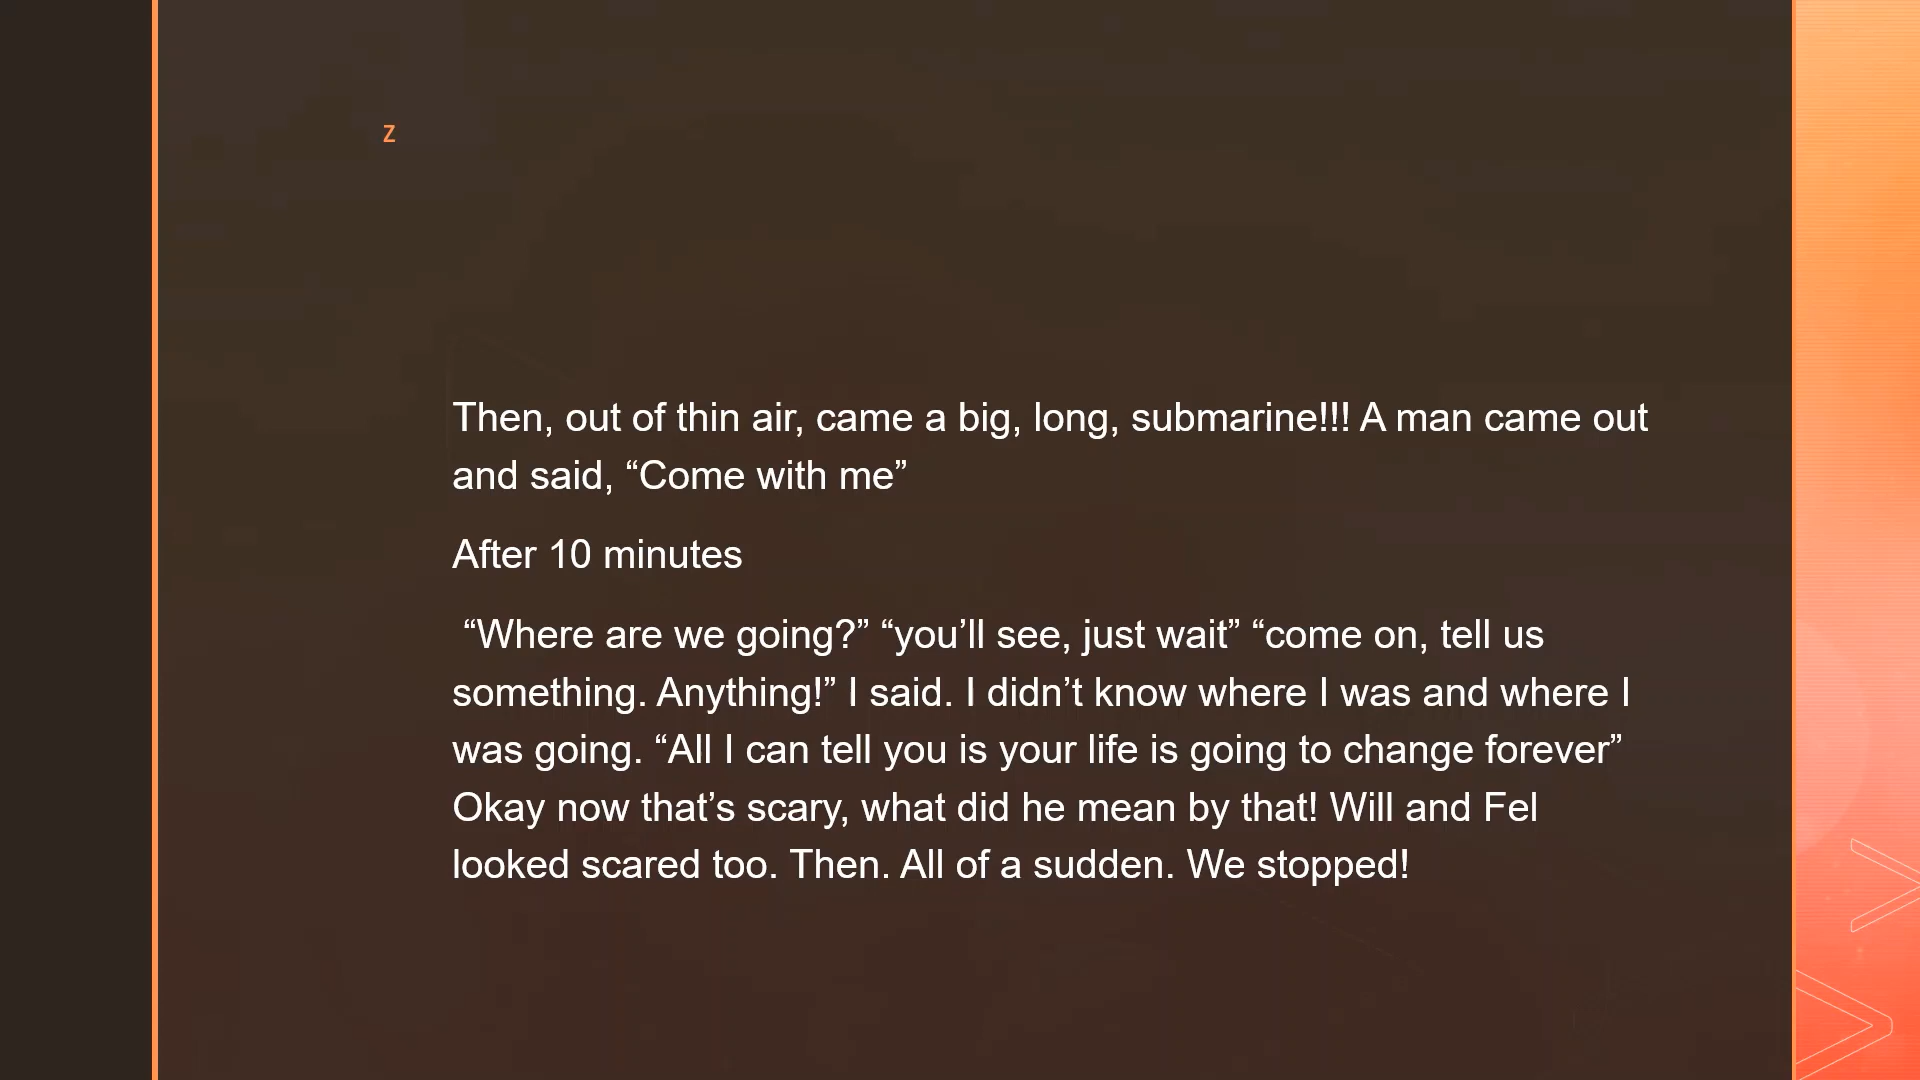 z
Then, out of thin air, came a big, long, submarine!!! A man came out
and said, “Come with me”
After 10 minutes
“Where are we going?” “you’ll see, just wait” “come on, tell us
something. Anything!” I said. I didn’t know where I was and where I
was going. “All I can tell you is your life is going to change forever”
Okay now that’s scary, what did he mean by that! Will and Fel
looked scared too. Then. All of a sudden. We stopped!